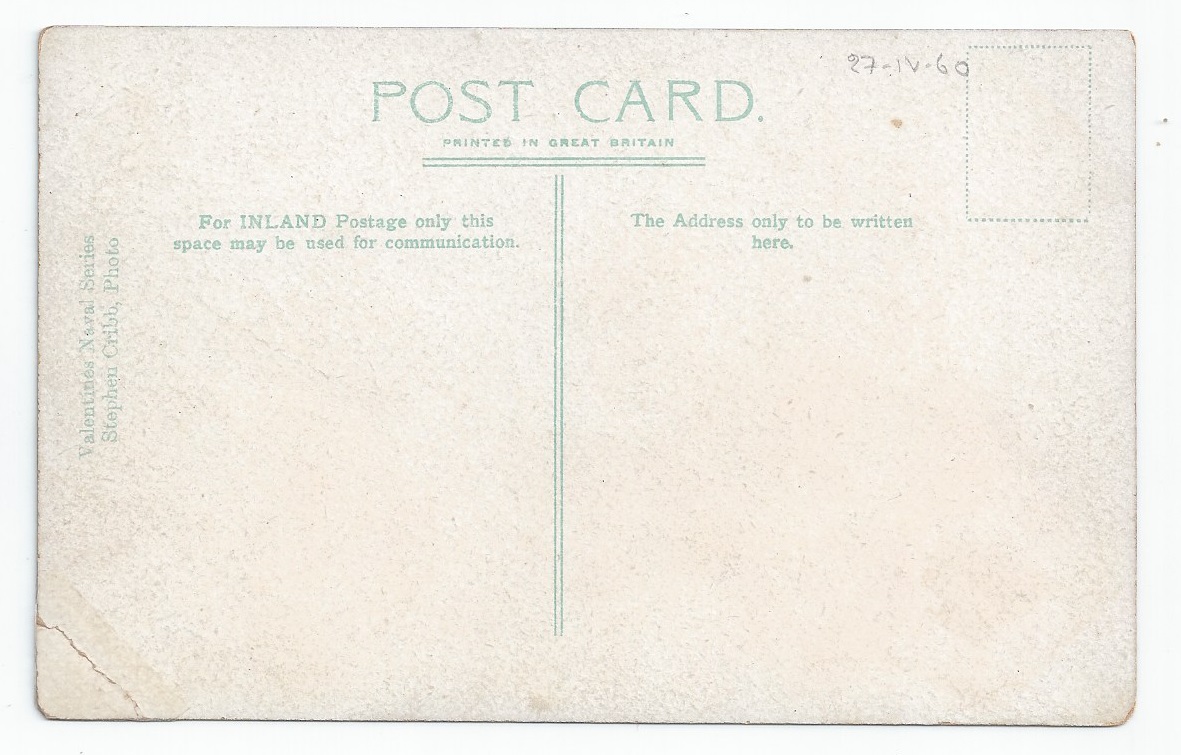 27-IV-60
POST CARD.
PRINTED IN GREAT BRITAIN
For INLAND Postage only this
space may be used for communication.
The Address only to be written
here.
Valentines Naval Series
Stephen Cribb, Photo